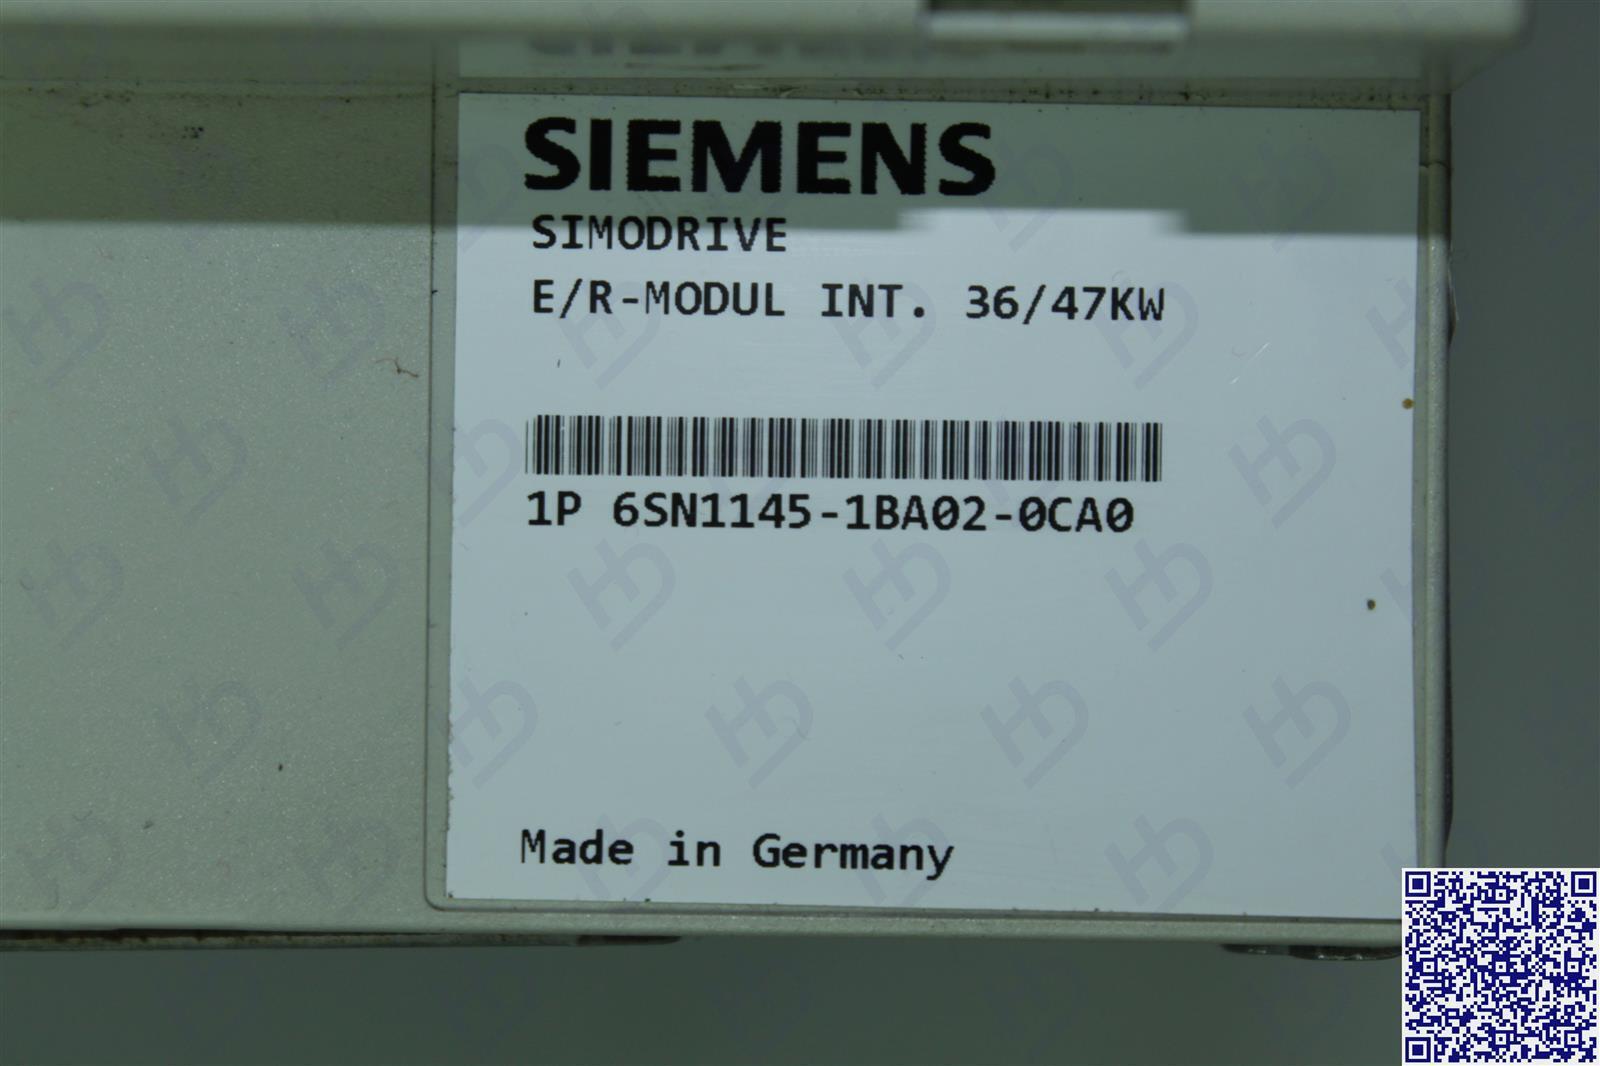 SIEMENS
SIMODRIVE
E/R-MODUL INT. 36/47KW
1P 6SN1145-1BA02-0CA0
Made in Germany